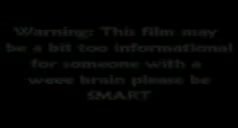 Warning: This film may
be a bit too informational
for someone with a
weee brain please be
SMART